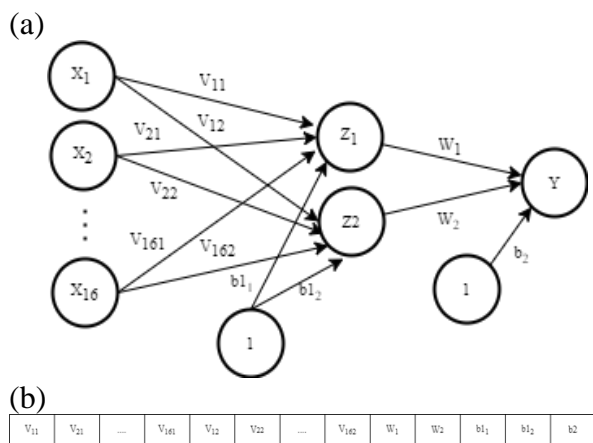 (a)
X1
V11
V21
V12
Z1
W1
X2
V22
Y
Z2
W2
V161
V162
b2
X16
b11
b12
1
1
(b)
V11 V21 .... V161 V12 V22 .... V162 W1 W2 b11 b12 b2